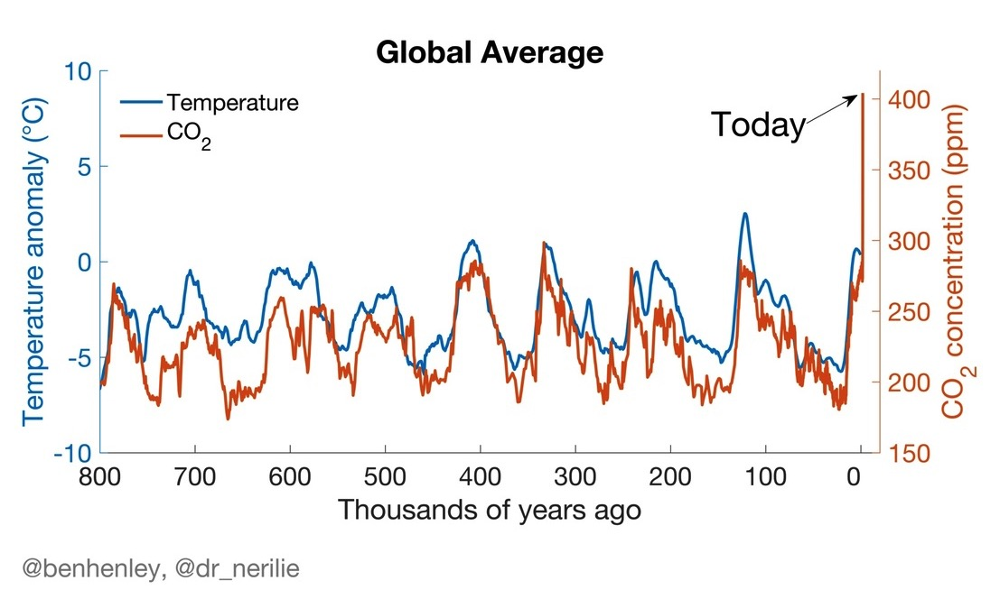 Global Average
Temperature
CO₂
Today
Temperature anomaly (°C)
10
5
0
-5
-10
CO₂ concentration (ppm)
400
350
300
250
200
150
800 700 600 500 400 300 200 100 0
Thousands of years ago
@benhenley, @dr_nerilie